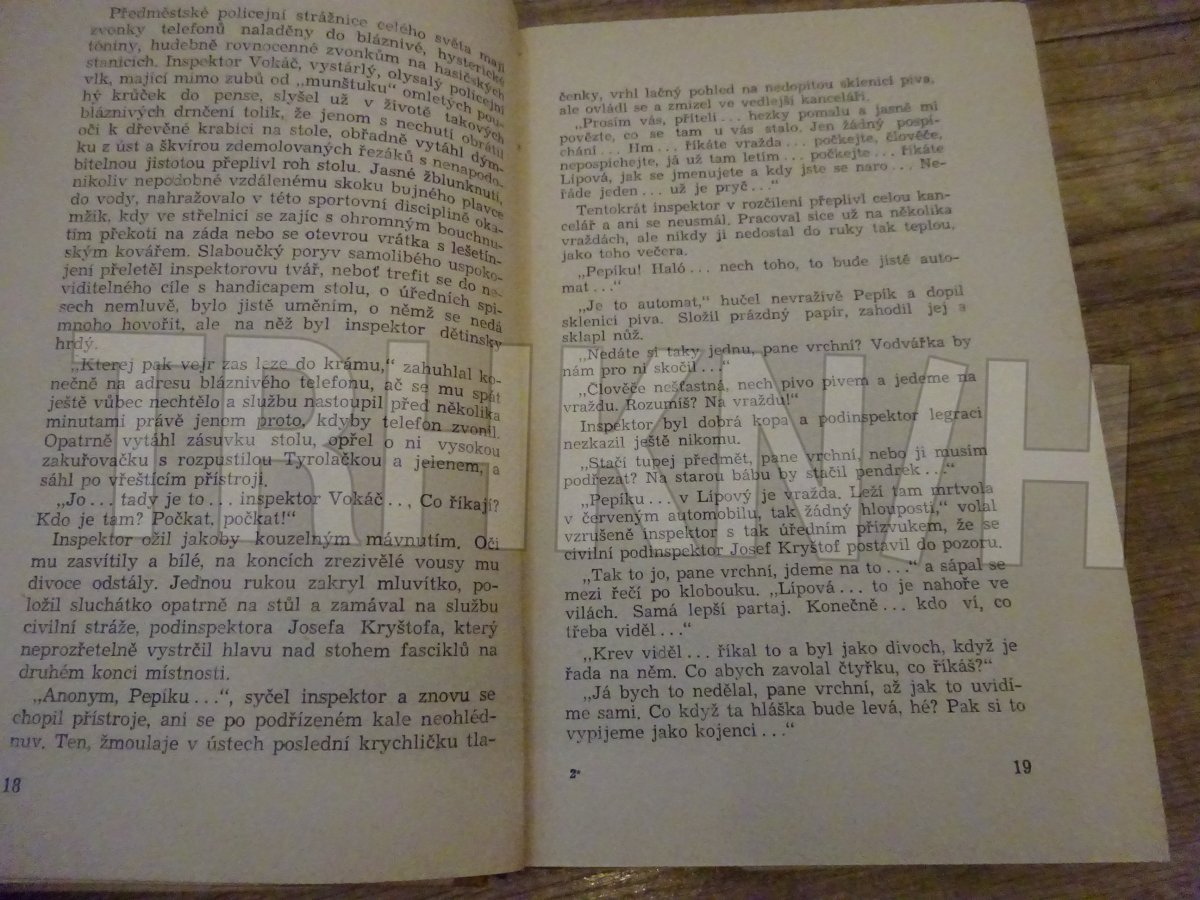 Předměstské policejní strážnice celého světa mají
zvonky telefonů naladěny do bláznivé, hysterické
tóniny, hudebně rovnocenné zvonkům na hasičských
stanicích. Inspektor Vokáč, vystárlý, olysalý policejní
vlk, mající mimo zubů od „munštuku“ omletých pou-
hý krůček do pense, slyšel už v životě takových
bláznivých drnčení tolik, že jenom s nechutí obrátil
oči k dřevěné krabici na stole, obřadně vytáhl dým-
ku z úst a škvírou zdemolovaných řezáků s nenapodo-
bitelnou jistotou přeplivl roh stolu. Jasné žblunknutí,
nikoliv nepodobné vzdálenému skoku bujného plavce
do vody, nahražovalo v této sportovní disciplině oka-
mžik, kdy ve střelnici se zajíc s ohromným bouchnu-
tím překotí na záda nebo se otevrou vrátka s lešetín-
ským kovářem. Slaboučký poryv samolibého uspoko-
jení přeletěl inspektorovu tvář, neboť trefit se do ne-
viditelného cíle s handicapem stolu, o úředních spi-
sech nemluvě, bylo jistě uměním, o němž se nedá
mnoho hovořit, ale na něž byl inspektor dětinsky
hrdý.
„Kterej pak vejr zas leze do krámu,“ zahuhlal ko-
nečně na adresu bláznivého telefonu, ač se mu spát
ještě vůbec nechtělo a službu nastoupil před několika
minutami právě jenom proto, kdyby telefon zvonil.
Opatrně vytáhl zásuvku stolu, opřel o ni vysokou
zakuřovačku s rozpustilou Tyrolačkou a jelenem, a
sáhl po vřešticím přístroji.
„Jo... tady je to... inspektor Vokáč.., Co říkají?
Kdo je tam? Počkat, počkat!“
Inspektor ožil jakoby kouzelným mávnutím. Oči
mu zasvítily a bílé, na koncích zrezivělé vousy mu
divoce odstály. Jednou rukou zakryl mluvítko, po-
ložil sluchátko opatrně na stůl a zamával na službu
civilní stráže, podinspektora Josefa Kryštofa, který
neprozřetelně vystrčil hlavu nad stohem fasciklů na
druhém konci místnosti.
„Anonym, Pepíku...“, syčel inspektor a znovu se
chopil přístroje, ani se po podřízeném kale neohléd-
nuv. Ten, žmoulaje v ústech poslední krychličku tla-
18
čenky, vrhl lačný pohled na nedopitou sklenici piva,
ale ovládl se a zmizel ve vedlejší kanceláři.
„Prosím vás, příteli... hezky pomalu a jasně mi
povězte, co se tam u vás stalo. Jen žádný pospí-
chání... Hm... říkáte vražda... počkejte, člověče,
nepospíchejte, já už tam letím... počkejte... říkáte
Lípová, jak se jmenujete a kdy jste se naro... Ne-
řáde jeden... už je pryč...“
Tentokrát inspektor v rozčilení přeplivl celou kan-
celář a ani se neusmál. Pracoval sice už na několika
vraždách, ale nikdy ji nedostal do ruky tak teplou,
jako toho večera.
„Pepíku! Haló... nech toho, to bude jistě auto-
mat...“
„Je to automat,“ hučel nevraživě Pepík a dopil
sklenici piva. Složil prázdný papír, zahodil jej a
sklapl nůž.
„Nedáte si taky jednu, pane vrchní? Vodvářka by
nám pro ni skočil...“
„Člověče nešťastná, nech pivo pivem a jedeme na
vraždu. Rozumíš? Na vraždu!“
Inspektor byl dobrá kopa a podinspektor legraci
nezkazil ještě nikomu.
„Stačí tupej předmět, pane vrchní, nebo ji musím
podřezat? Na starou bábu by stačil pendrek...“
„Pepíku... v Lípový je vražda. Leží tam mrtvola
v červeným automobilu, tak žádný hlouposti,“ volal
vzrušeně inspektor s tak úředním přízvukem, že se
civilní podinspektor Josef Kryštof postavil do pozoru.
„Tak to jo, pane vrchní, jdeme na to...“ a sápal se
mezi řečí po klobouku. „Lípová... to je nahoře ve
vilách. Samá lepší partaj. Konečně... kdo ví, co
třeba viděl...“
„Krev viděl... říkal to a byl jako divoch, když je
řada na něm. Co abych zavolal čtyřku, co říkáš?“
„Já bych to nedělal, pane vrchní, až jak to uvidí-
me sami. Co když ta hláška bude levá, hé? Pak si to
vypijeme jako kojenci...“
2*
19